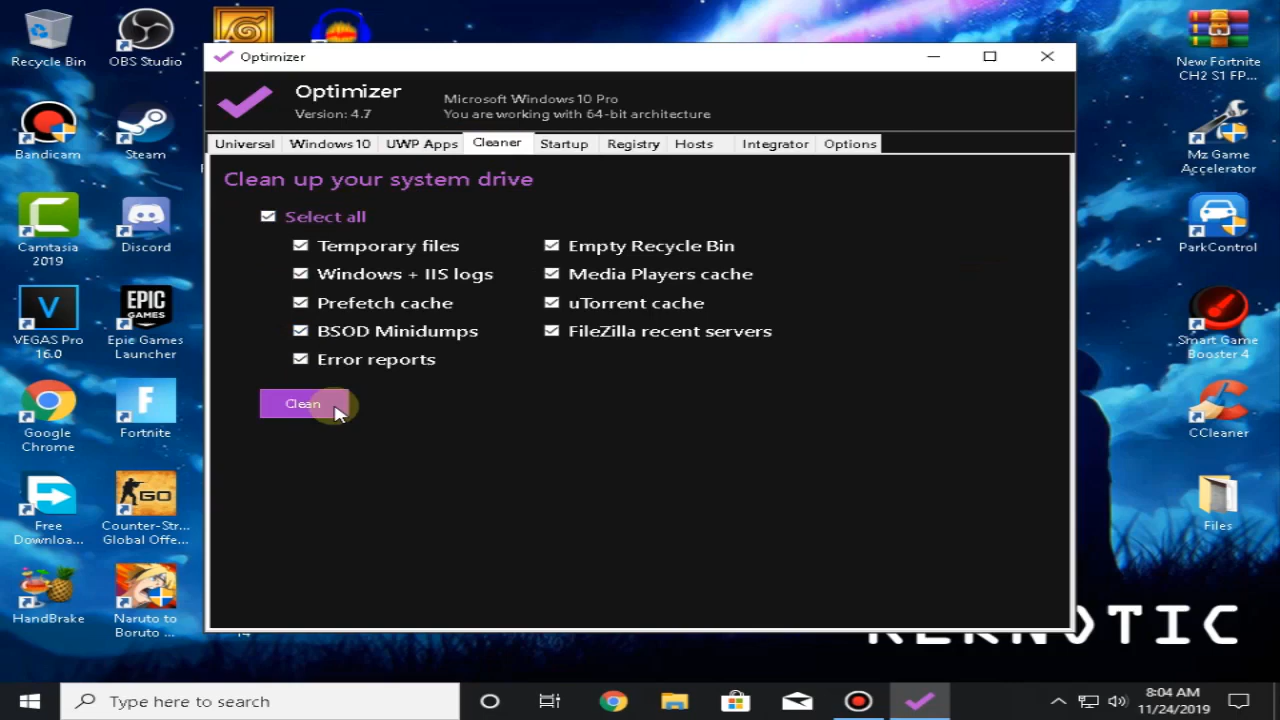 Recycle Bin
OBS Studio
New Fortnite
CH2 S1 FP...
Optimizer
Optimizer
Version: 4.7
Microsoft Windows 10 Pro
You are working with 64-bit architecture
Universal
Windows 10
UWP Apps
Cleaner
Startup
Registry
Hosts
Integrator
Options
Clean up your system drive
Select all
Temporary files
Empty Recycle Bin
Windows + IIS logs
Media Players cache
Prefetch cache
uTorrent cache
BSOD Minidumps
FileZilla recent servers
Error reports
Clean
Bandicam
Steam
Mz Game
Accelerator
Camtasia
2019
Discord
ParkControl
VEGAS Pro
16.0
EPIC
GAMES
Epic Games
Launcher
Smart Game
Booster 4
Google
Chrome
Fortnite
CCleaner
Free
Downloa...
GO
Counter-Str...
Global Offe...
Files
HandBrake
Naruto to
Boruto ...
14
Type here to search
8:04 AM
11/24/2019